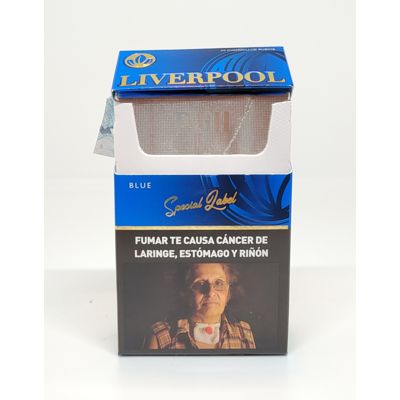 LIVERPOOL
BLUE
Special Label
FUMAR TE CAUSA CÁNCER DE
LARINGE, ESTÓMAGO Y RIÑÓN